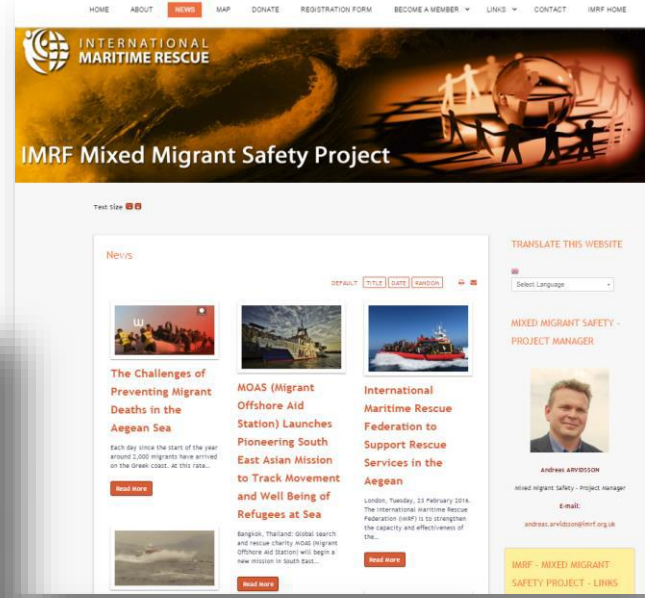 HOME ABOUT NEWS MAP DONATE REGISTRATION FORM BECOME A MEMBER LINKS CONTACT IMRF HOME
INTERNATIONAL
MARITIME RESCUE
IMRF Mixed Migrant Safety Project
Text Size
News
DEFAULT TITLE DATE RANDOM
The Challenges of
Preventing Migrant
Deaths in the
Aegean Sea
Each day since the start of the year
around 2,000 migrants have arrived
on the Greek coast. At this rate...
Read More
MOAS (Migrant
Offshore Aid
Station) Launches
Pioneering South
East Asian Mission
to Track Movement
and Well Being of
Refugees at Sea
Bangkok, Thailand: Global search
and rescue charity MOAS (Migrant
Offshore Aid Station) will begin a
new mission in South East...
Read More
International
Maritime Rescue
Federation to
Support Rescue
Services in the
Aegean
London, Tuesday, 23 February 2016.
The International Maritime Rescue
Federation (IMRF) is to strengthen
the capacity and effectiveness of
the...
Read More
TRANSLATE THIS WEBSITE
Select Language
MIXED MIGRANT SAFETY -
PROJECT MANAGER
Andreas ARVIDSSON
Mixed Migrant Safety - Project Manager
E-mail:
andreas.arvidsson@imrf.org.uk
IMRF - MIXED MIGRANT
SAFETY PROJECT - LINKS